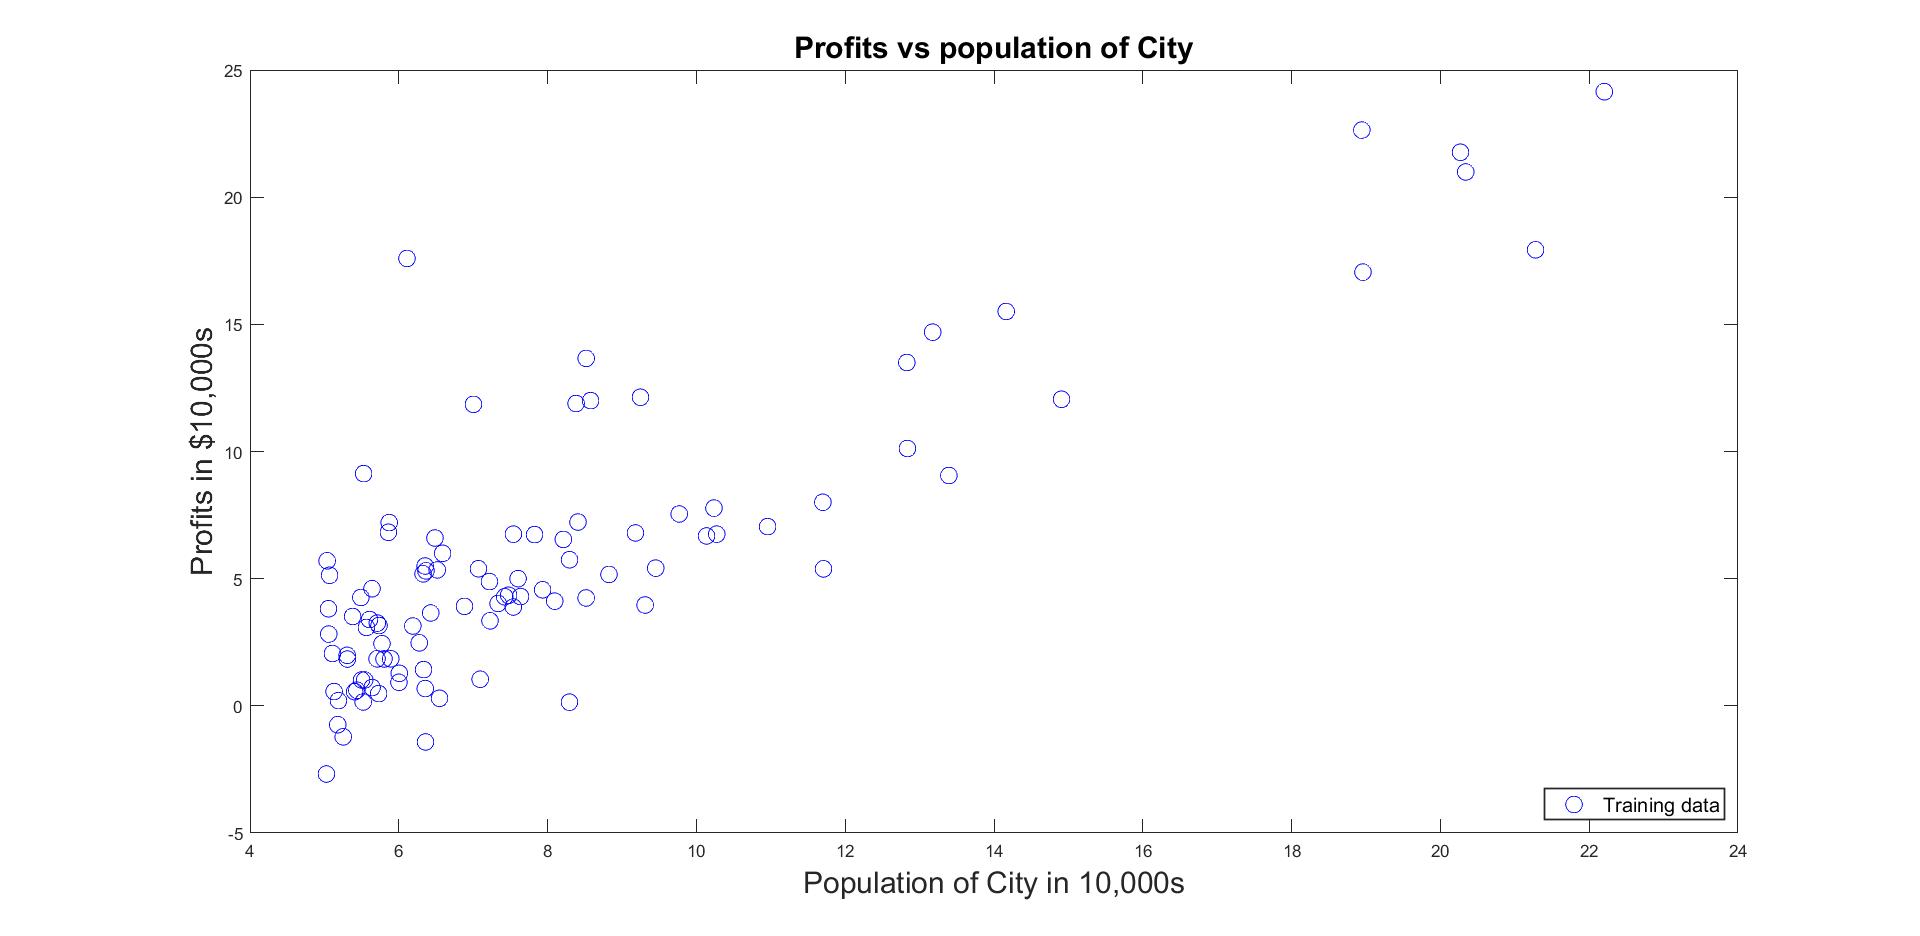 Profits vs population of City
25
20
15
10
5
0
-5
Profits in $10,000s
4 6 8 10 12 14 16 18 20 22 24
Population of City in 10,000s
Training data